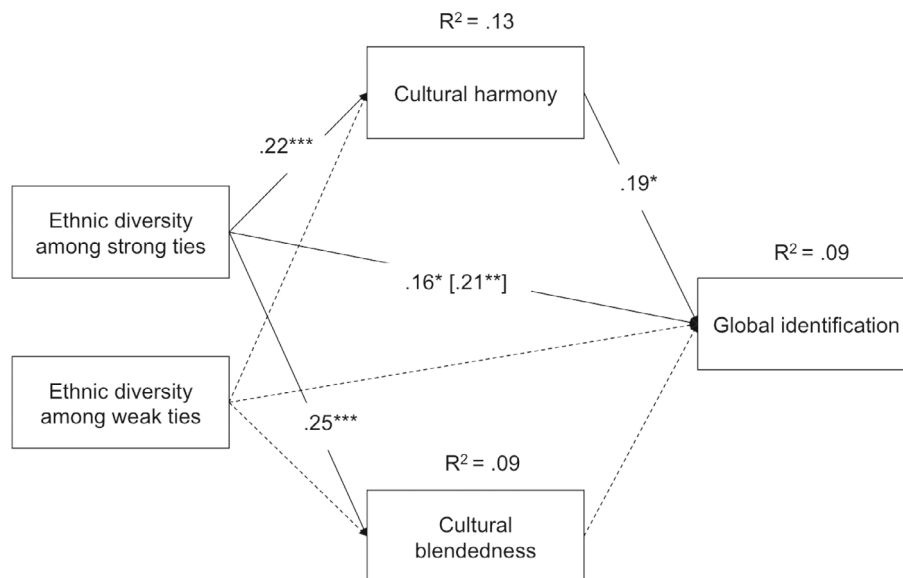 R² = .13
Cultural harmony
.22***
.19*
Ethnic diversity
among strong ties
R² = .09
.16* [.21**]
Global identification
Ethnic diversity
among weak ties
.25***
R² = .09
Cultural
blendedness